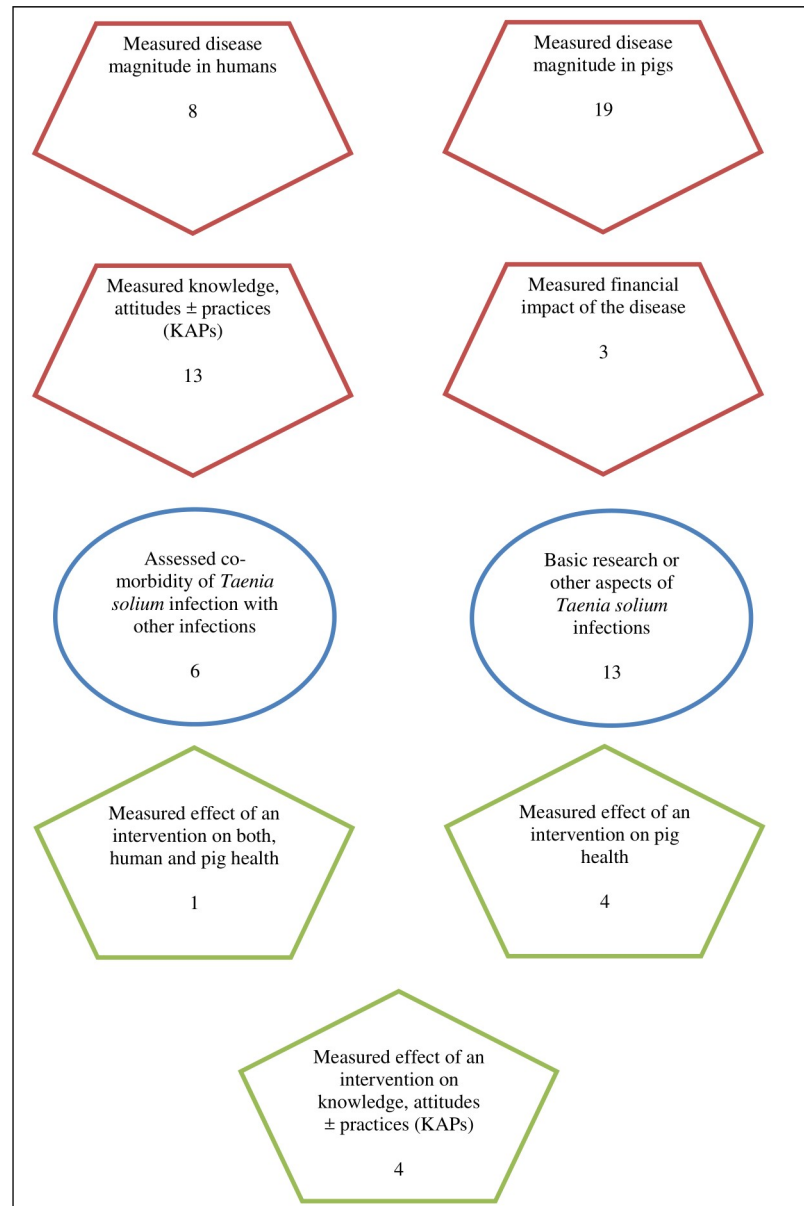 Measured disease
magnitude in humans
8
Measured disease
magnitude in pigs
19
Measured knowledge,
attitudes ± practices
(KAPs)
13
Measured financial
impact of the disease
3
Assessed co-
morbidity of Taenia
solium infection with
other infections
6
Basic research or
other aspects of
Taenia solium
infections
13
Measured effect of an
intervention on both,
human and pig health
1
Measured effect of an
intervention on pig
health
4
Measured effect of an
intervention on
knowledge, attitudes
± practices (KAPs)
4